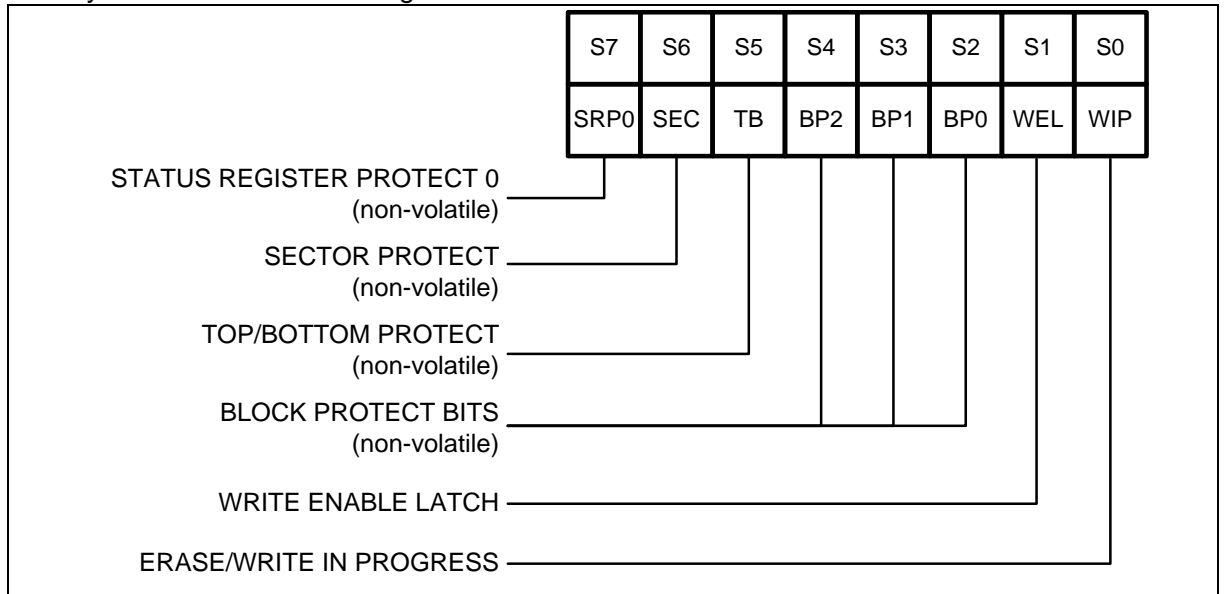 S7 S6 S5 S4 S3 S2 S1 S0
SRP0 SEC TB BP2 BP1 BP0 WEL WIP
STATUS REGISTER PROTECT 0
(non-volatile)
SECTOR PROTECT
(non-volatile)
TOP/BOTTOM PROTECT
(non-volatile)
BLOCK PROTECT BITS
(non-volatile)
WRITE ENABLE LATCH
ERASE/WRITE IN PROGRESS